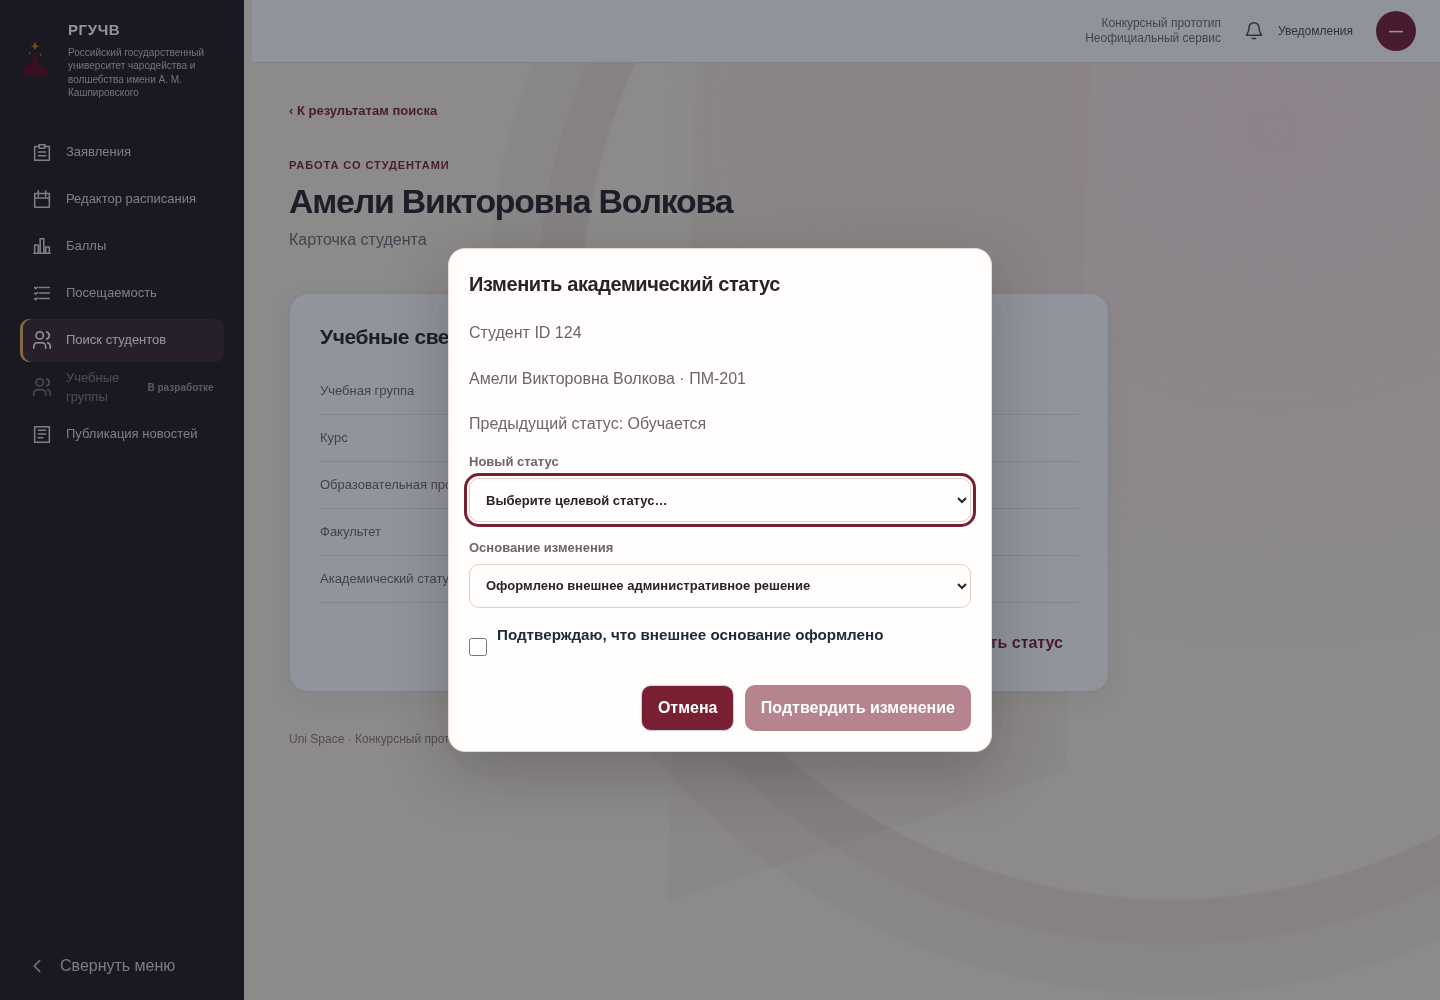 РГУЧВ
Российский государственный
университет чародейства и
волшебства имени А. М.
Кашпировского
Заявления
Редактор расписания
Баллы
Посещаемость
Поиск студентов
Учебные
группы
В разработке
Публикация новостей
Свернуть меню
Конкурсный прототип
Неофициальный сервис
Уведомления
‹ К результатам поиска
РАБОТА СО СТУДЕНТАМИ
Амели Викторовна Волкова
Карточка студента
Учебные све
Учебная группа
Курс
Образовательная про
Факультет
Академический стату
ть статус
Uni Space · Конкурсный прот
Изменить академический статус
Студент ID 124
Амели Викторовна Волкова · ПМ-201
Предыдущий статус: Обучается
Новый статус
Выберите целевой статус…
Основание изменения
Оформлено внешнее административное решение
Подтверждаю, что внешнее основание оформлено
Отмена
Подтвердить изменение